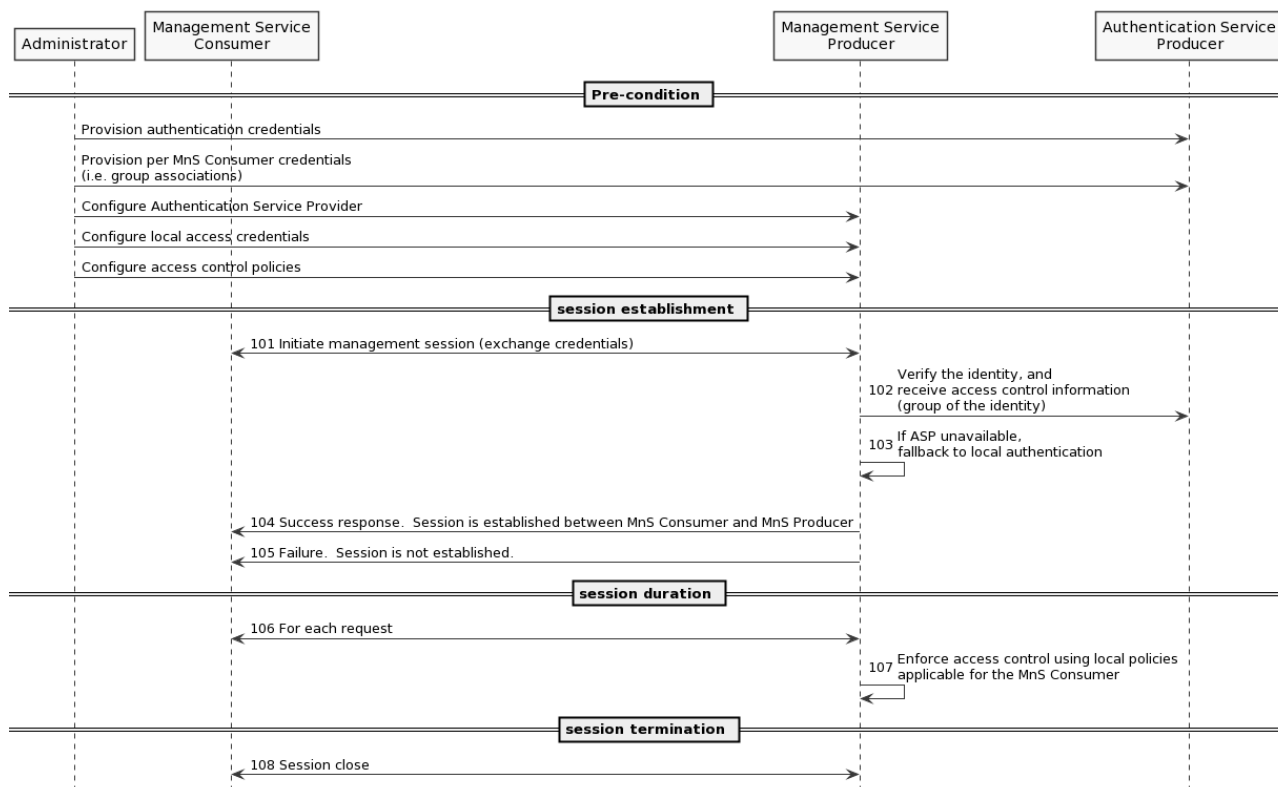 Administrator
Management Service
Consumer
Management Service
Producer
Authentication Service
Producer
Pre-condition
Provision authentication credentials
Provision per MnS Consumer credentials
(i.e. group associations)
Configure Authentication Service Provider
Configure local access credentials
Configure access control policies
session establishment
101 Initiate management session (exchange credentials)
Verify the identity, and
102 receive access control information
(group of the identity)
103 If ASP unavailable,
fallback to local authentication
104 Success response.  Session is established between MnS Consumer and MnS Producer
105 Failure.  Session is not established.
session duration
106 For each request
107 Enforce access control using local policies
applicable for the MnS Consumer
session termination
108 Session close